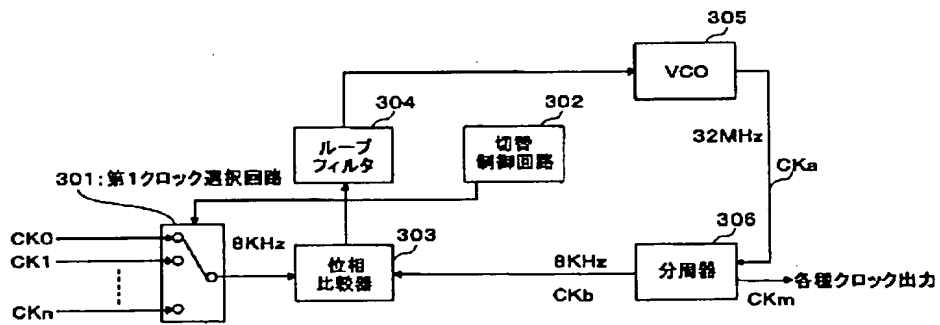 305
VCO
304
302
ループ
フィルタ
切替
制御回路
32MHz
CKa
301:第1クロック選択回路
CK0
CK1
CKn
8KHz
303
位相
比較器
8KHz
CKb
306
分周器
各種クロック出力
CKm